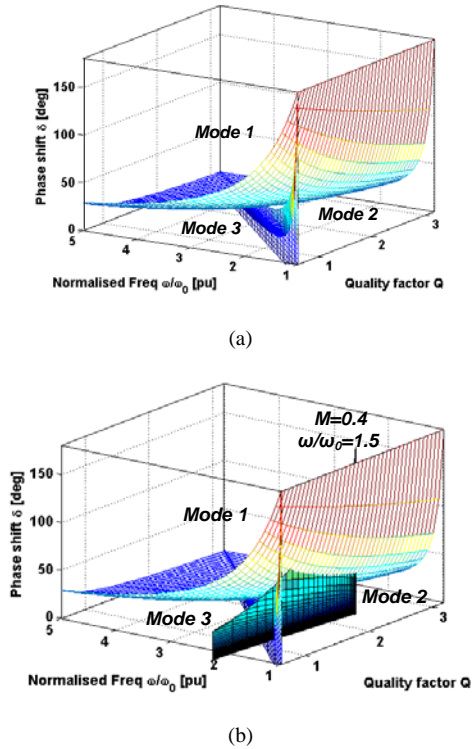 150
100
50
0
5
4
3
2
1
1
2
3
Phase shift δ [deg]
Mode 1
Mode 2
Mode 3
Normalised Freq ω/ω0 [pu]
Quality factor Q
(a)
M=0.4
ω/ω0=1.5
150
100
50
0
5
4
3
2
1
1
2
3
Phase shift δ [deg]
Mode 1
Mode 2
Mode 3
Normalised Freq ω/ω0 [pu]
Quality factor Q
(b)